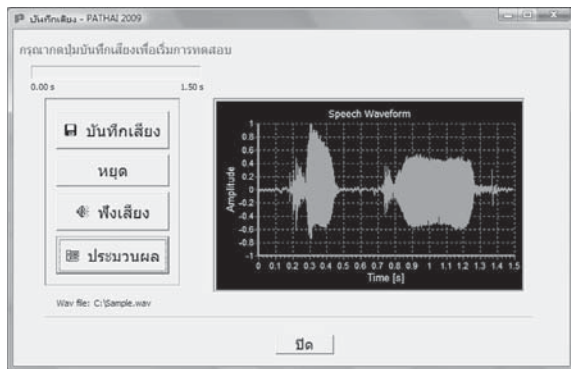 บันทึกเสียง - PATHAI 2009
กรุณากดปุ่มบันทึกเสียงเพื่อเริ่มการทดสอบ
0.00 s 1.50 s
บันทึกเสียง
หยุด
ฟังเสียง
ประมวนผล
Wav file: C:\Sample.wav
Speech Waveform
Amplitude
1
0.8
0.6
0.4
0.2
0
-0.2
-0.4
-0.6
-0.8
-1
0 0.1 0.2 0.3 0.4 0.5 0.6 0.7 0.8 0.9 1 1.1 1.2 1.3 1.4 1.5
Time [s]
ปิด